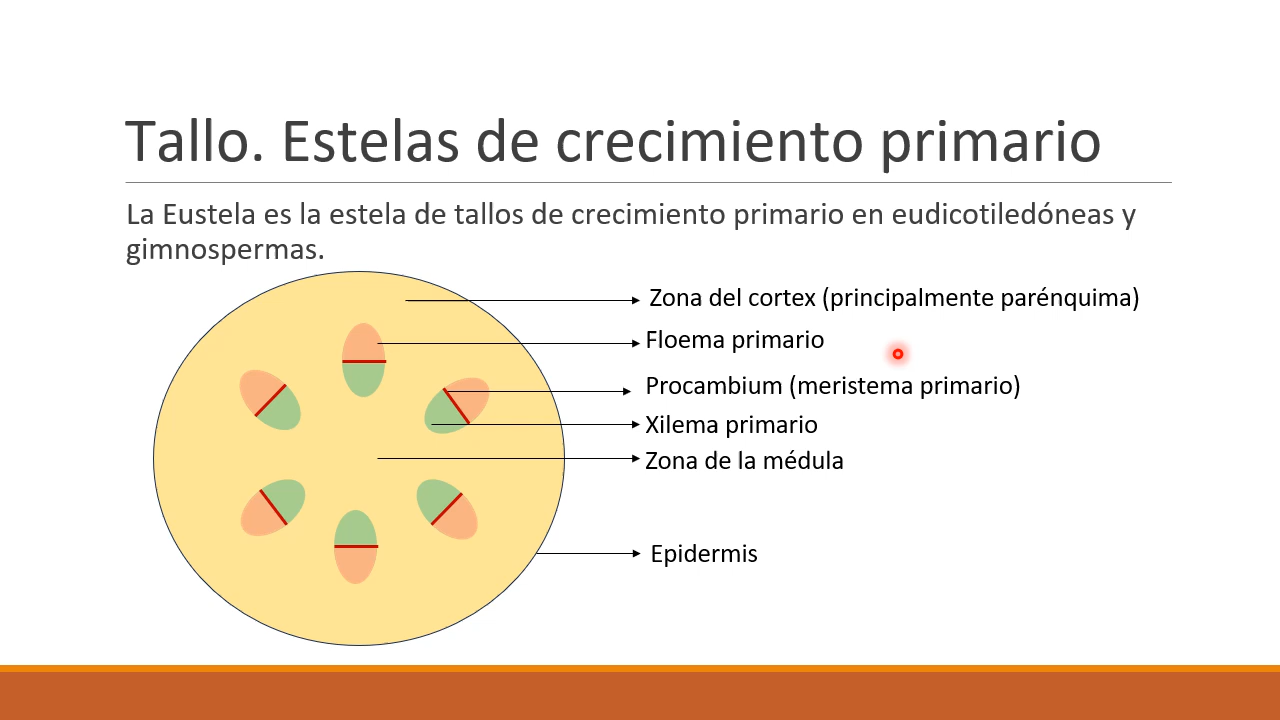 Tallo. Estelas de crecimiento primario
La Eustela es la estela de tallos de crecimiento primario en eudicotiledóneas y
gimnospermas.
Zona del cortex (principalmente parénquima)
Floema primario
Procambium (meristema primario)
Xilema primario
Zona de la médula
Epidermis